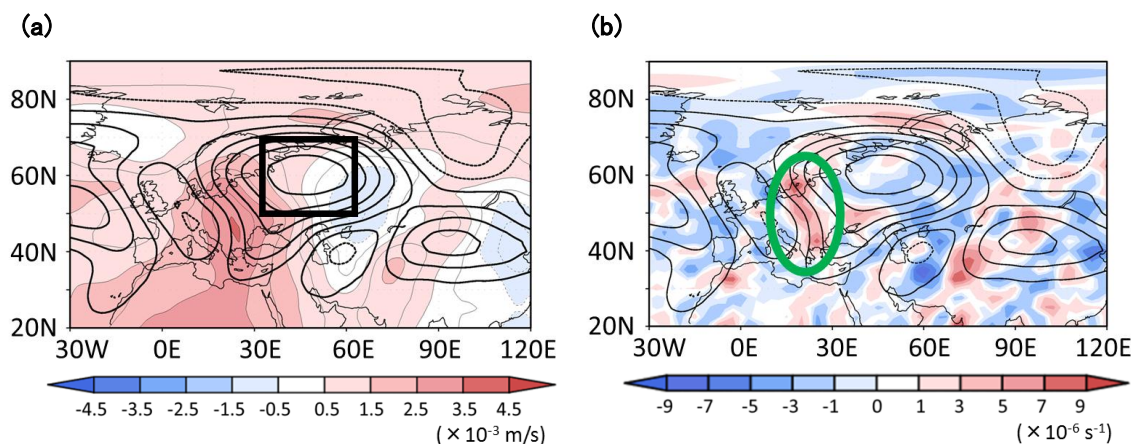 (a)
80N
60N
40N
20N
30W 0E 30E 60E 90E 120E
-4.5 -3.5 -2.5 -1.5 -0.5 0.5 1.5 2.5 3.5 4.5
(×10⁻³ m/s)
(b)
80N
60N
40N
20N
30W 0E 30E 60E 90E 120E
-9 -7 -5 -3 -1 0 1 3 5 7 9
(×10⁻⁶ s⁻¹)